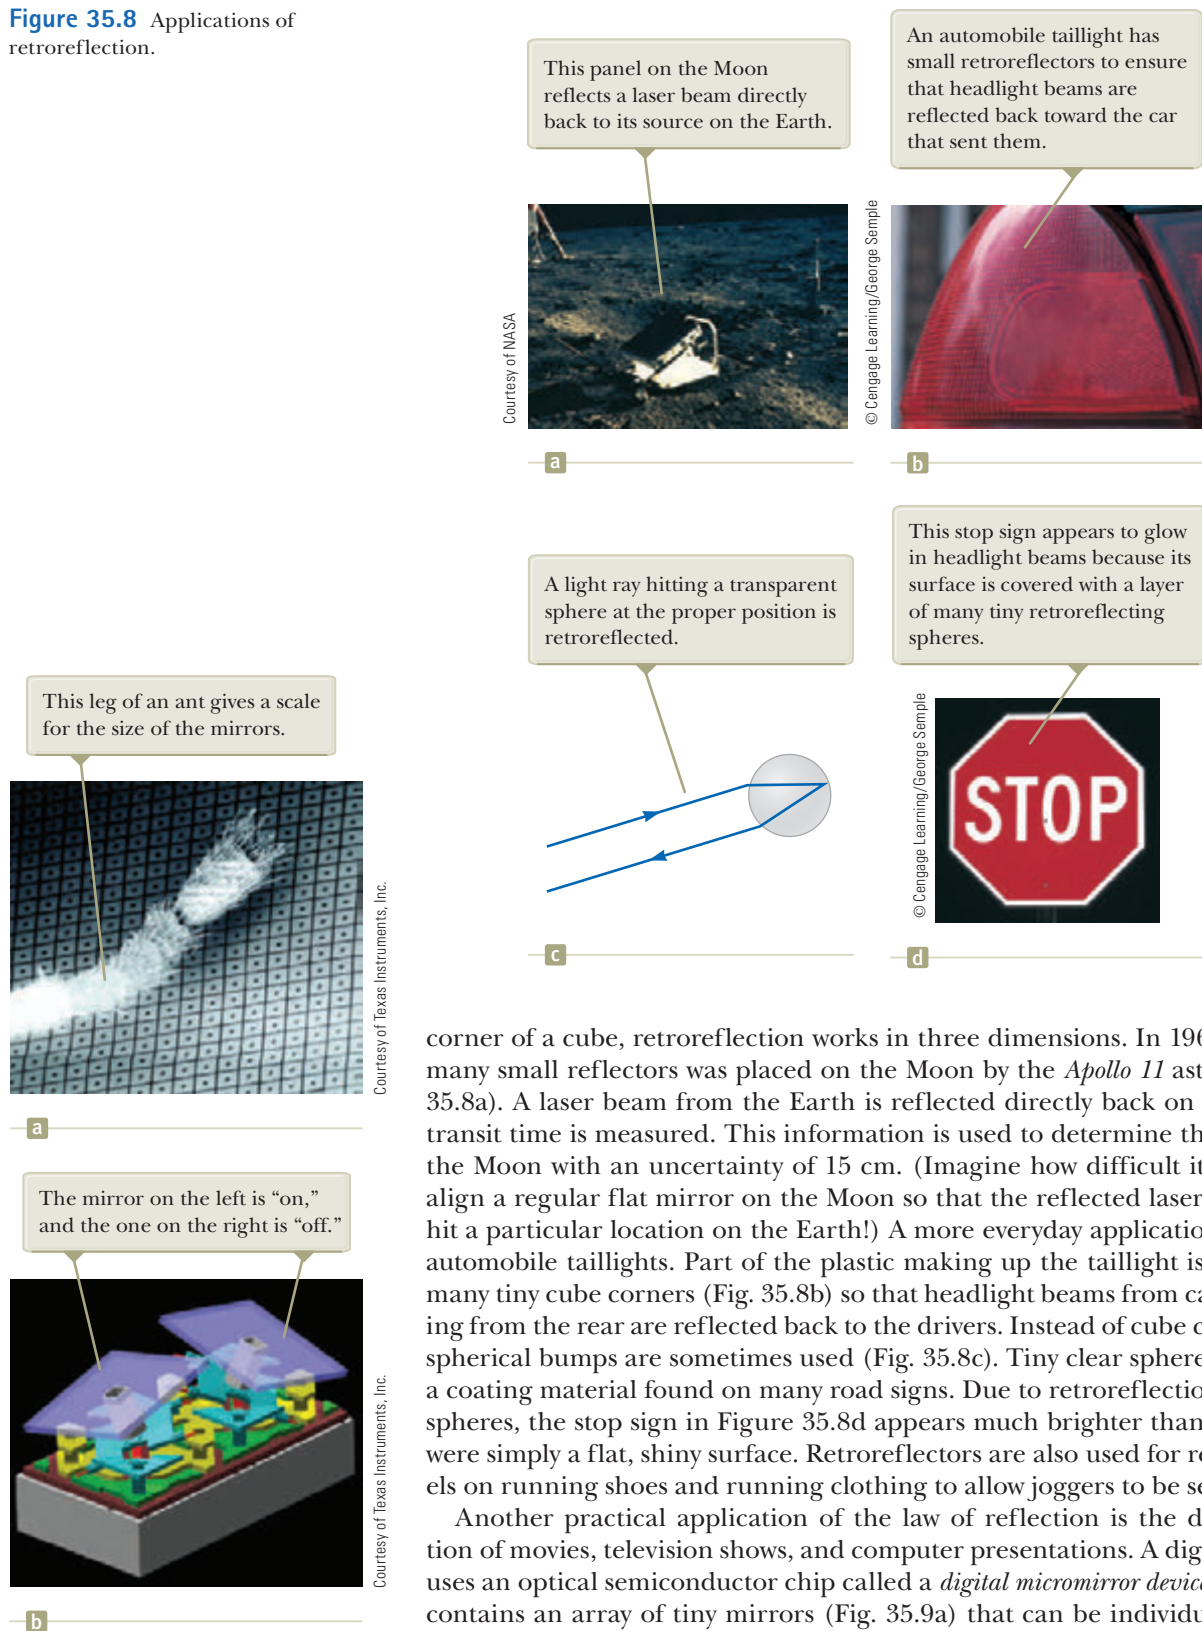 Figure 35.8 Applications of
retroreflection.
This panel on the Moon
reflects a laser beam directly
back to its source on the Earth.
An automobile taillight has
small retroreflectors to ensure
that headlight beams are
reflected back toward the car
that sent them.
Courtesy of NASA
© Cengage Learning/George Semple
a
b
A light ray hitting a transparent
sphere at the proper position is
retroreflected.
This stop sign appears to glow
in headlight beams because its
surface is covered with a layer
of many tiny retroreflecting
spheres.
© Cengage Learning/George Semple
STOP
c
d
This leg of an ant gives a scale
for the size of the mirrors.
Courtesy of Texas Instruments, Inc.
a
The mirror on the left is “on,”
and the one on the right is “off.”
Courtesy of Texas Instruments, Inc.
b
corner of a cube, retroreflection works in three dimensions. In 196
many small reflectors was placed on the Moon by the Apollo 11 ast
35.8a). A laser beam from the Earth is reflected directly back on
transit time is measured. This information is used to determine th
the Moon with an uncertainty of 15 cm. (Imagine how difficult it
align a regular flat mirror on the Moon so that the reflected laser
hit a particular location on the Earth!) A more everyday applicatio
automobile taillights. Part of the plastic making up the taillight is
many tiny cube corners (Fig. 35.8b) so that headlight beams from ca
ing from the rear are reflected back to the drivers. Instead of cube c
spherical bumps are sometimes used (Fig. 35.8c). Tiny clear sphere
a coating material found on many road signs. Due to retroreflectio
spheres, the stop sign in Figure 35.8d appears much brighter than
were simply a flat, shiny surface. Retroreflectors are also used for re
els on running shoes and running clothing to allow joggers to be se
Another practical application of the law of reflection is the d
tion of movies, television shows, and computer presentations. A dig
uses an optical semiconductor chip called a digital micromirror device
contains an array of tiny mirrors (Fig. 35.9a) that can be individu